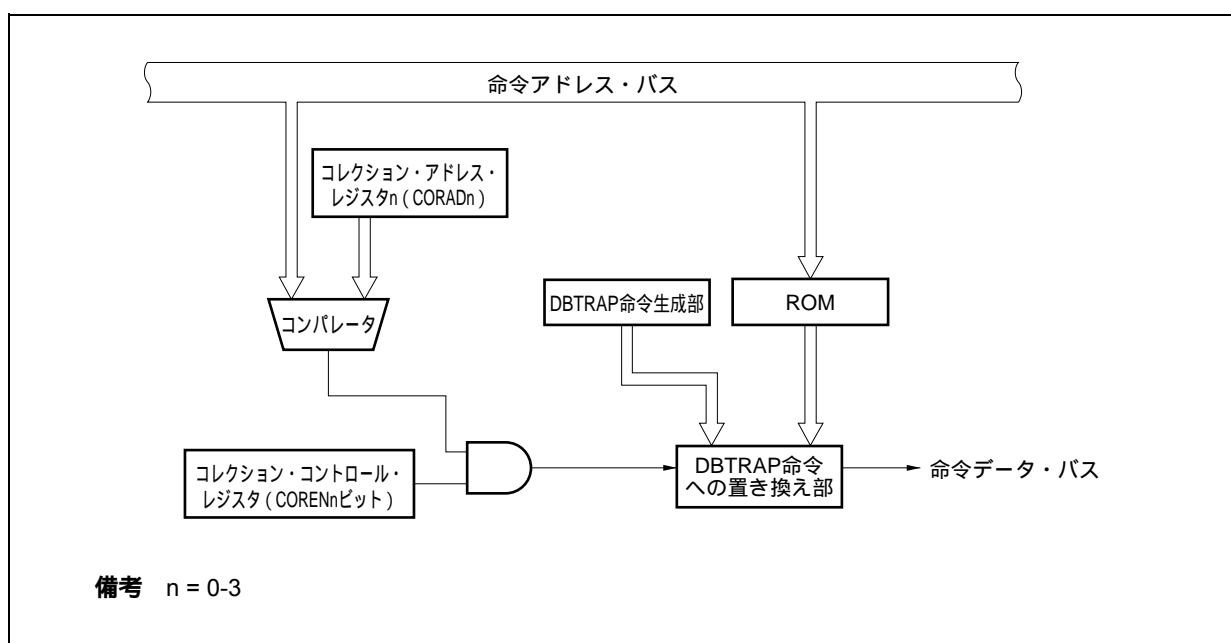 命令アドレス・バス
コレクション・アドレス・
レジスタn（CORADn）
DBTRAP命令生成部
ROM
コンパレータ
コレクション・コントロール・
レジスタ（CORENnビット）
DBTRAP命令
への置き換え部
命令データ・バス
備考 n = 0-3